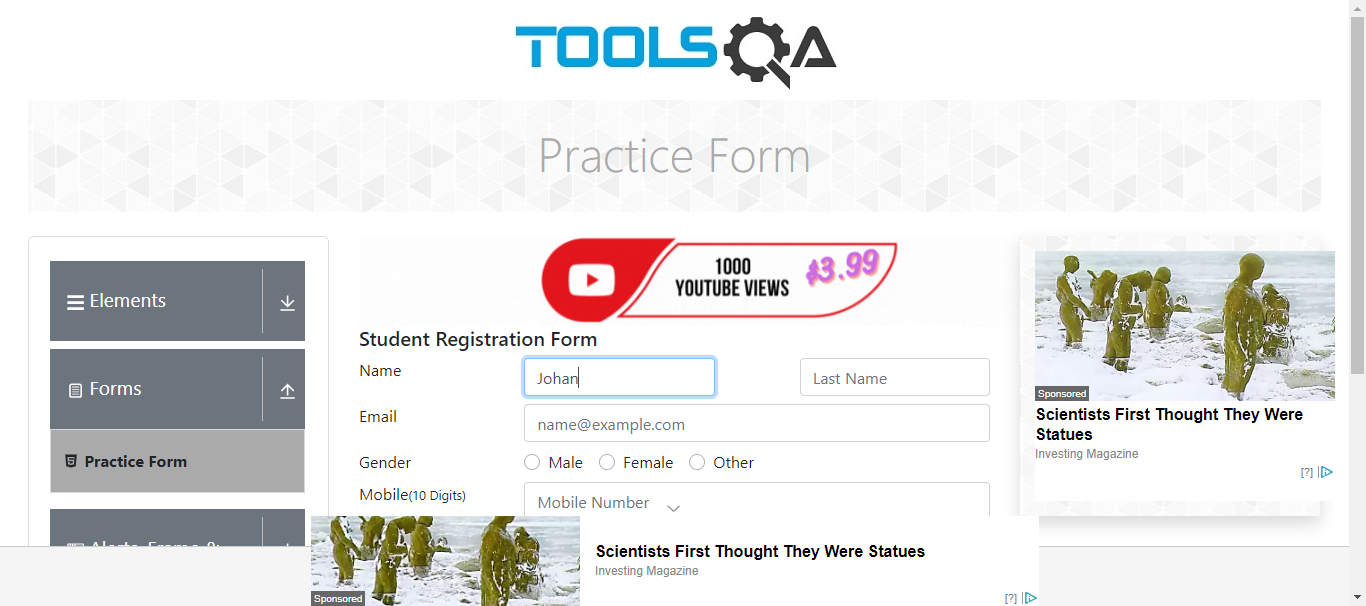 TOOLSQA
Practice Form
Elements
Forms
Practice Form
1000
YOUTUBE VIEWS
$3.99
Student Registration Form
Name
Johan
Last Name
Email
name@example.com
Gender
Male
Female
Other
Mobile(10 Digits)
Mobile Number
Sponsored
Scientists First Thought They Were
Statues
Investing Magazine
[?]
Sponsored
Scientists First Thought They Were Statues
Investing Magazine
[?]